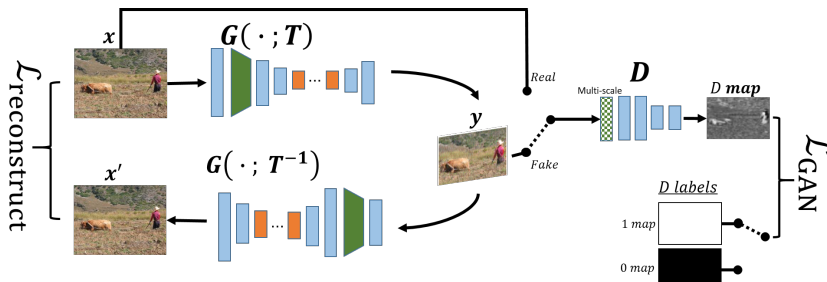 x
G( · ; T)
Real
D
Multi-scale
D map
ℒreconstruct
y
Fake
ℒGAN
x′
G( · ; T⁻¹)
...
...
D labels
1 map
0 map